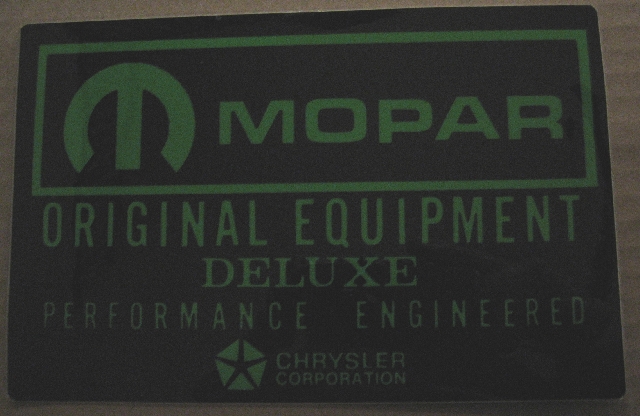 MOPAR
ORIGINAL EQUIPMENT
DELUXE
PERFORMANCE ENGINEERED
CHRYSLER
CORPORATION